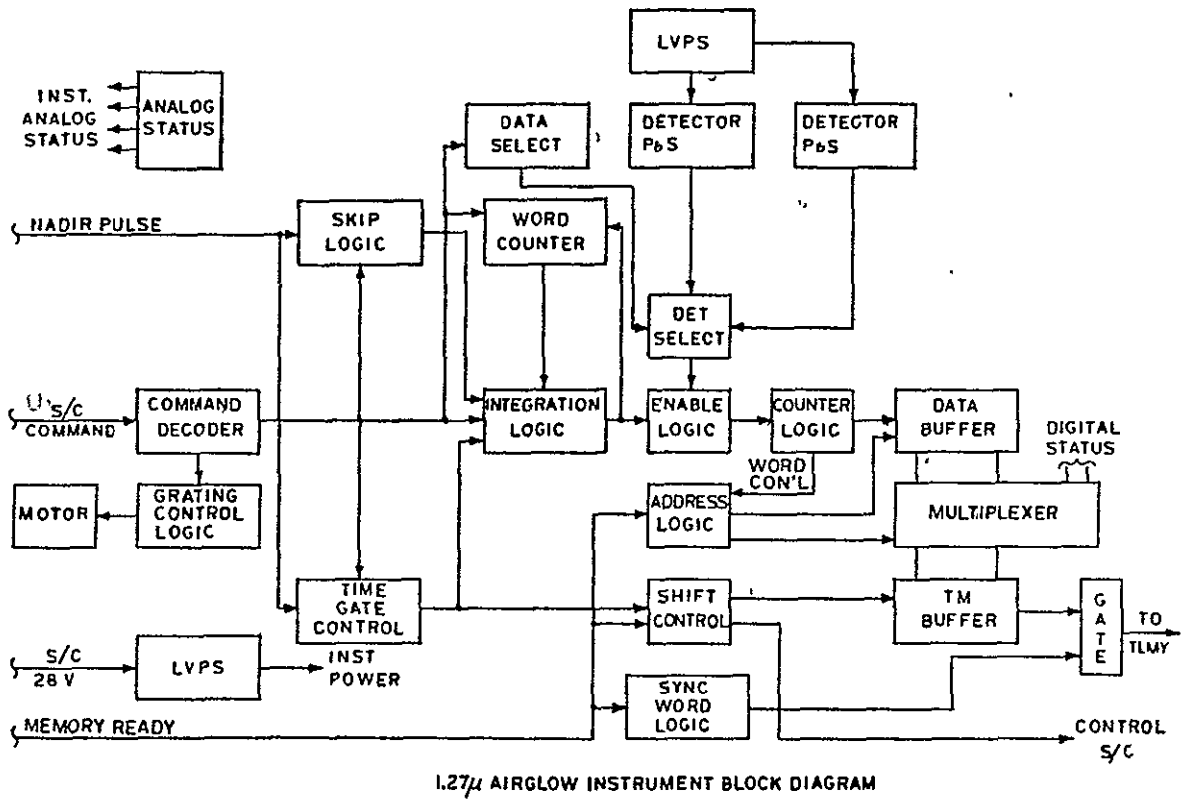 LVPS
INST.
ANALOG
STATUS
ANALOG
STATUS
DATA
SELECT
DETECTOR
PbS
DETECTOR
PbS
NADIR PULSE
SKIP
LOGIC
WORD
COUNTER
DET
SELECT
S/C
COMMAND
COMMAND
DECODER
INTEGRATION
LOGIC
ENABLE
LOGIC
COUNTER
LOGIC
DATA
BUFFER
DIGITAL
STATUS
WORD
CON'L
MOTOR
GRATING
CONTROL
LOGIC
ADDRESS
LOGIC
MULTIPLEXER
TIME
GATE
CONTROL
SHIFT
CONTROL
TM
BUFFER
GATE
TO
TLMY
S/C
28 V
LVPS
INST
POWER
SYNC
WORD
LOGIC
MEMORY READY
CONTROL
S/C
1.27μ AIRGLOW INSTRUMENT BLOCK DIAGRAM